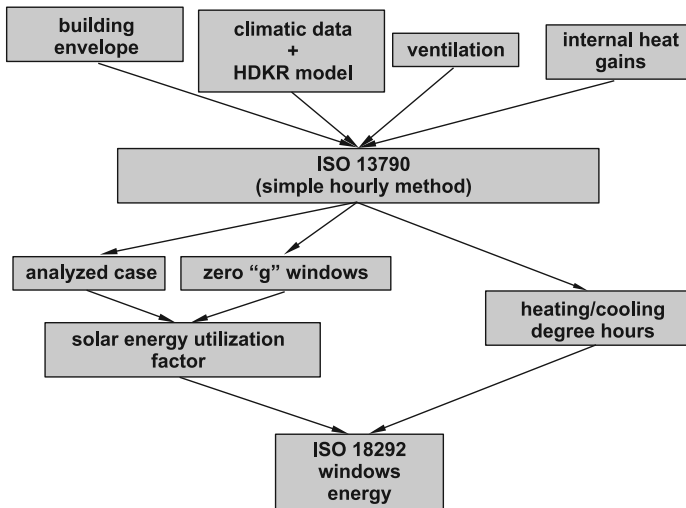 building
envelope
climatic data
+
HDKR model
ventilation
internal heat
gains
ISO 13790
(simple hourly method)
analyzed case
zero “g” windows
heating/cooling
degree hours
solar energy utilization
factor
ISO 18292
windows
energy